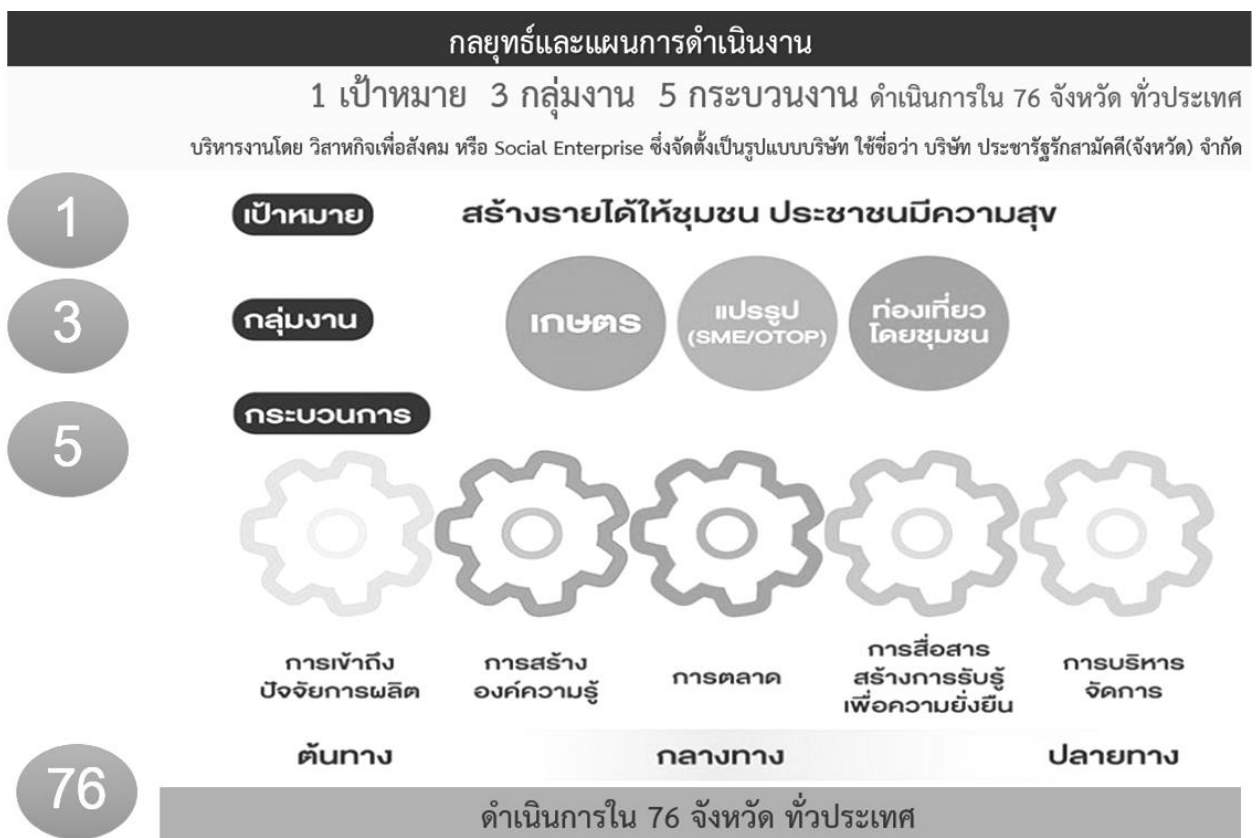 กลยุทธ์และแผนการดำเนินงาน
1 เป้าหมาย 3 กลุ่มงาน 5 กระบวนงาน ดำเนินการใน 76 จังหวัด ทั่วประเทศ
บริหารงานโดย วิสาหกิจเพื่อสังคม หรือ Social Enterprise ซึ่งจัดตั้งเป็นรูปแบบบริษัท ใช้ชื่อว่า บริษัท ประชารัฐรักสามัคคี(จังหวัด) จำกัด
1
เป้าหมาย
สร้างรายได้ให้ชุมชน ประชาชนมีความสุข
3
กลุ่มงาน
เกษตร
แปรรูป
(SME/OTOP)
ท่องเที่ยว
โดยชุมชน
5
กระบวนการ
การเข้าถึง
ปัจจัยการผลิต
การสร้าง
องค์ความรู้
การตลาด
การสื่อสาร
สร้างการรับรู้
เพื่อความยั่งยืน
การบริหาร
จัดการ
ต้นทาง
กลางทาง
ปลายทาง
76
ดำเนินการใน 76 จังหวัด ทั่วประเทศ